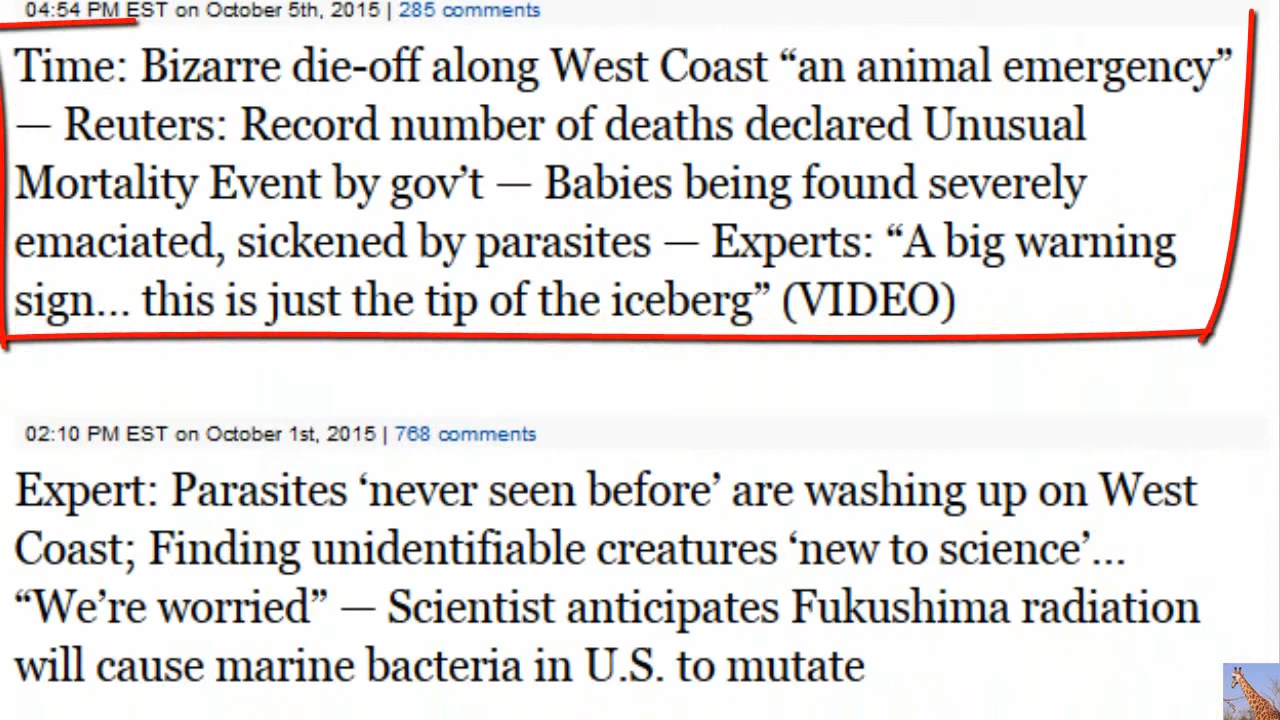 04:54 PM EST on October 5th, 2015 | 285 comments
Time: Bizarre die-off along West Coast “an animal emergency”
— Reuters: Record number of deaths declared Unusual
Mortality Event by gov’t — Babies being found severely
emaciated, sickened by parasites — Experts: “A big warning
sign… this is just the tip of the iceberg” (VIDEO)
02:10 PM EST on October 1st, 2015 | 768 comments
Expert: Parasites ‘never seen before’ are washing up on West
Coast; Finding unidentifiable creatures ‘new to science’…
“We’re worried” — Scientist anticipates Fukushima radiation
will cause marine bacteria in U.S. to mutate